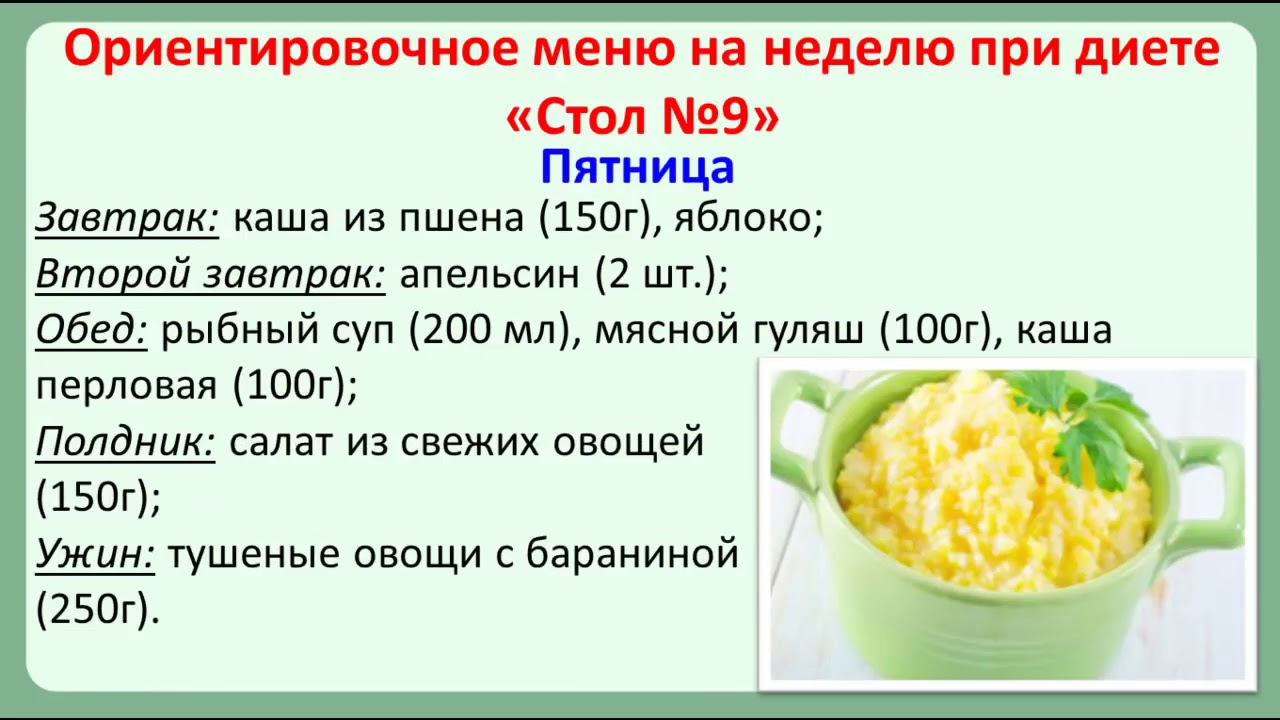 Ориентировочное меню на неделю при диете
«Стол №9»
Пятница
Завтрак: каша из пшена (150г), яблоко;
Второй завтрак: апельсин (2 шт.);
Обед: рыбный суп (200 мл), мясной гуляш (100г), каша
перловая (100г);
Полдник: салат из свежих овощей
(150г);
Ужин: тушеные овощи с бараниной
(250г).